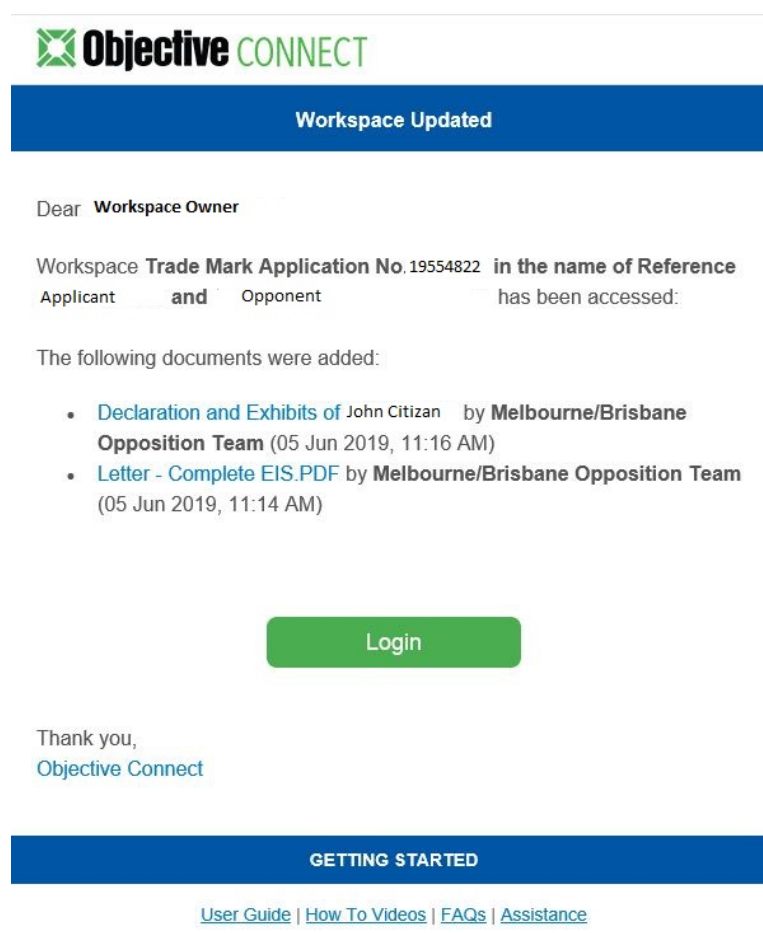 Objective CONNECT
Workspace Updated
Dear Workspace Owner
Workspace Trade Mark Application No. 19554822 in the name of Reference
Applicant and Opponent has been accessed:
The following documents were added:
• Declaration and Exhibits of John Citizan by Melbourne/Brisbane
Opposition Team (05 Jun 2019, 11:16 AM)
• Letter - Complete EIS.PDF by Melbourne/Brisbane Opposition Team
(05 Jun 2019, 11:14 AM)
Login
Thank you,
Objective Connect
GETTING STARTED
User Guide | How To Videos | FAQs | Assistance